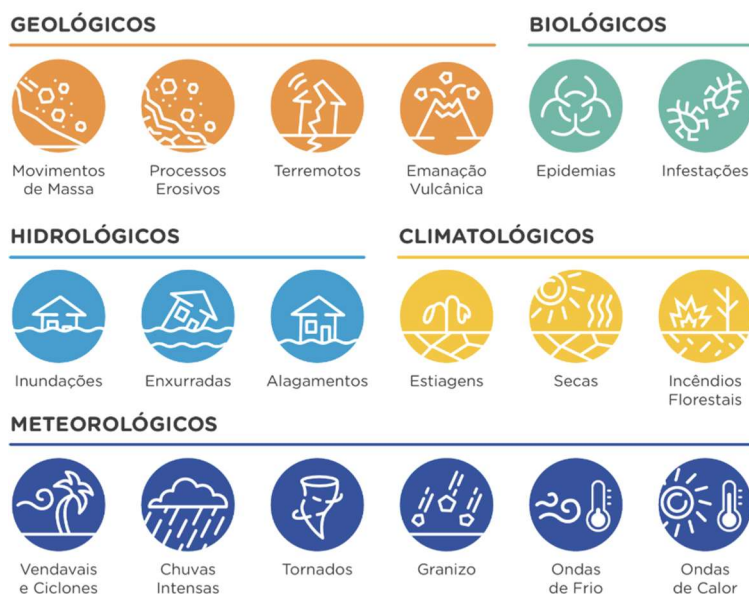 GEOLÓGICOS
BIOLÓGICOS
Movimentos
de Massa
Processos
Erosivos
Terremotos
Emanação
Vulcânica
Epidemias
Infestações
HIDROLÓGICOS
CLIMATOLÓGICOS
Inundações
Enxurradas
Alagamentos
Estiagens
Secas
Incêndios
Florestais
METEOROLÓGICOS
Vendavais
e Ciclones
Chuvas
Intensas
Tornados
Granizo
Ondas
de Frio
Ondas
de Calor